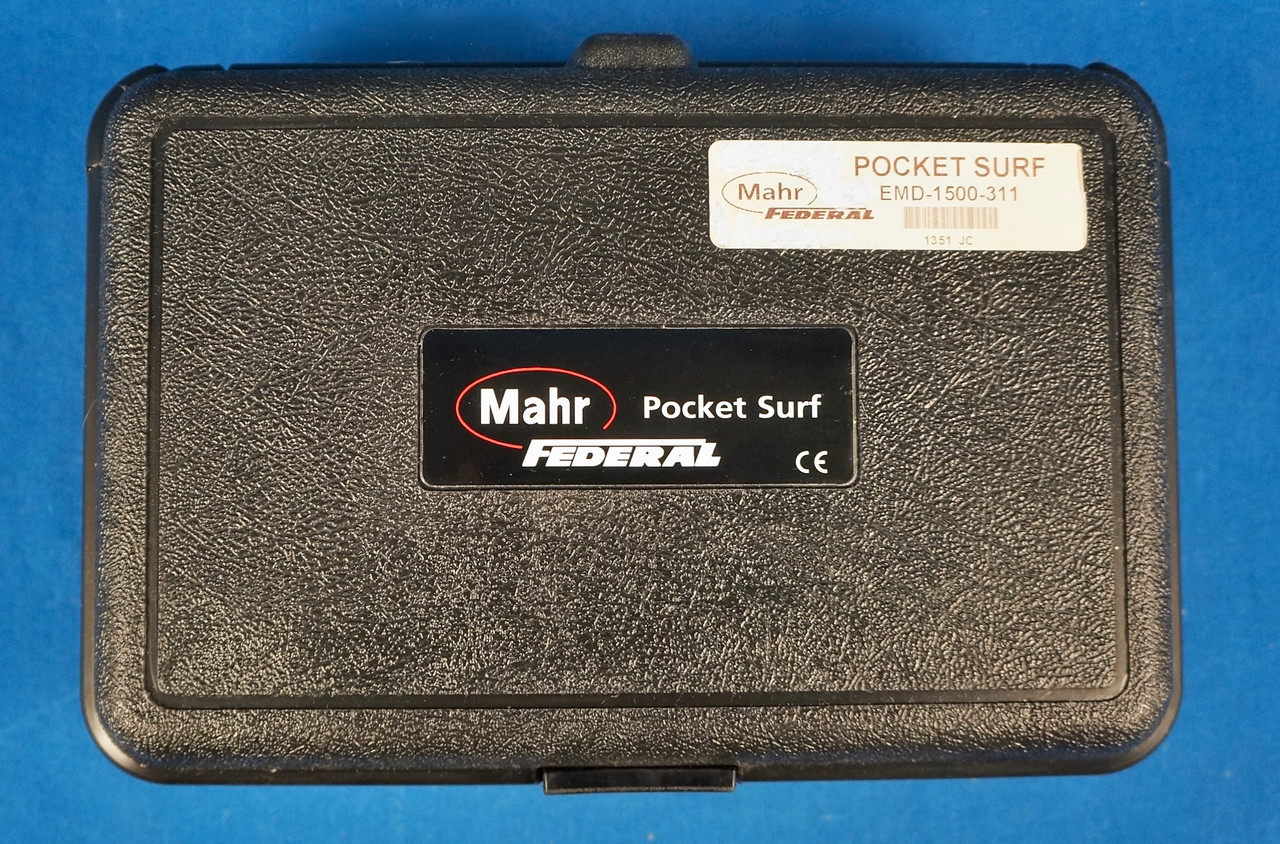 POCKET SURF
Mahr
EMD-1500-311
FEDERAL
1351 JC
Mahr
Pocket Surf
FEDERAL
CE